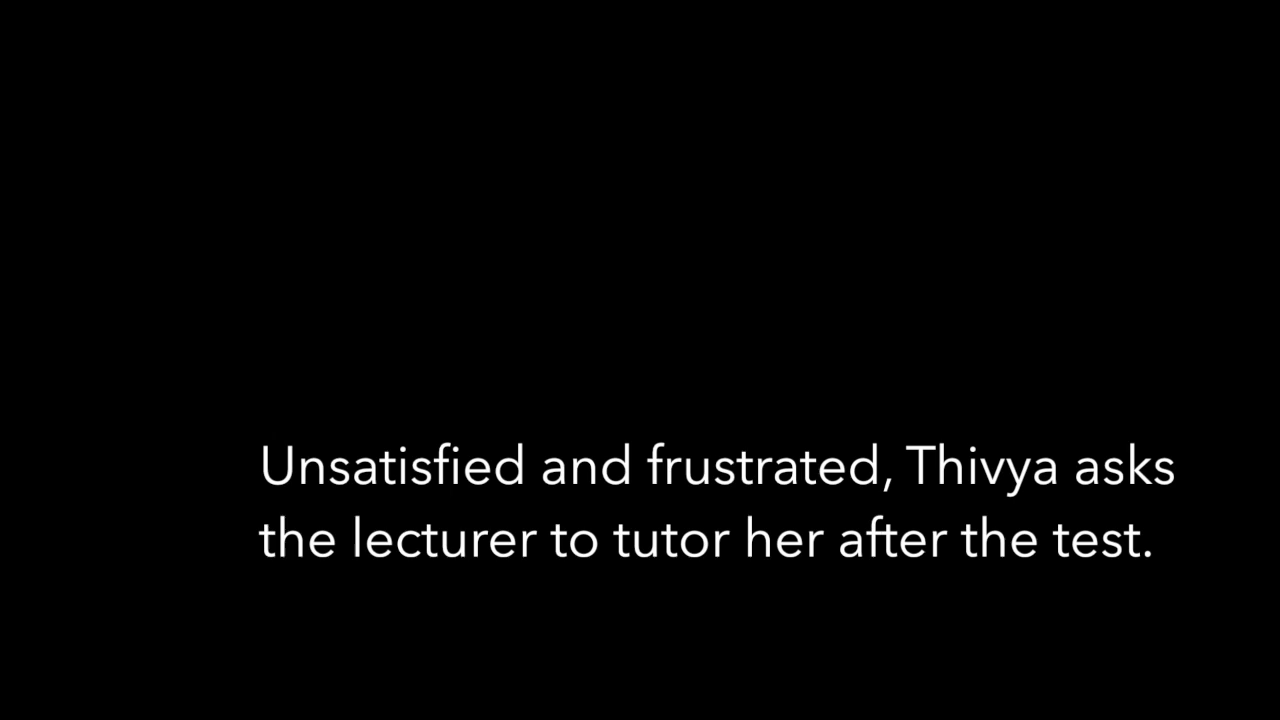 Unsatisfied and frustrated, Thivya asks
the lecturer to tutor her after the test.